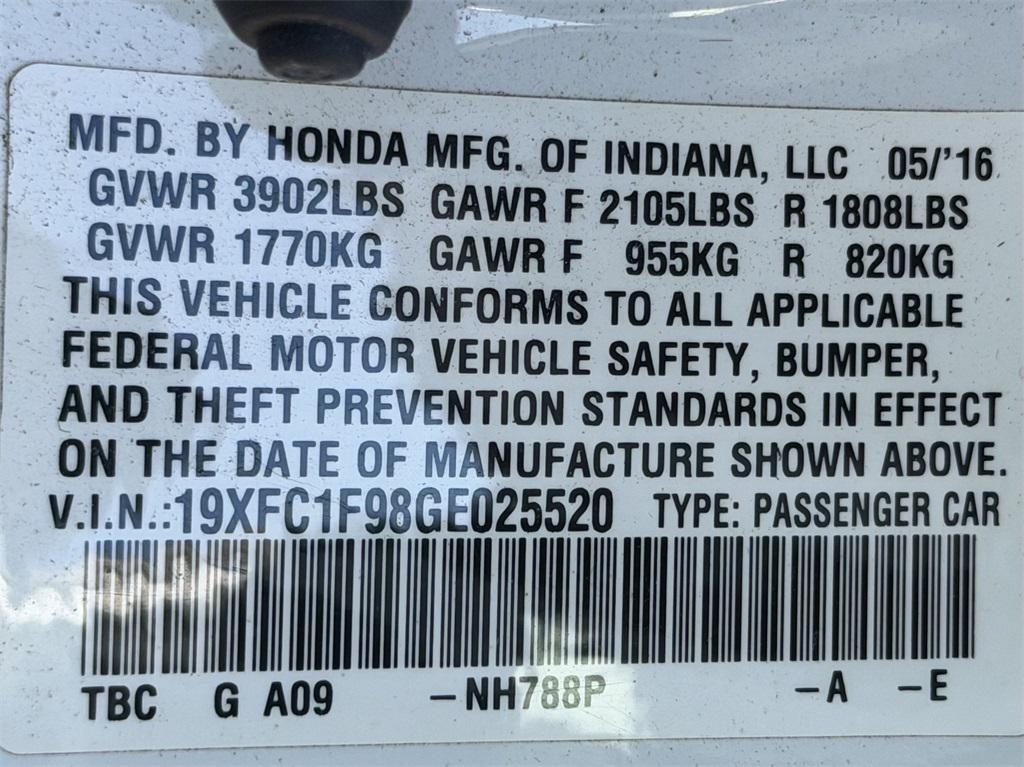 MFD. BY HONDA MFG. OF INDIANA, LLC 05/'16
GVWR 3902LBS GAWR F 2105LBS R 1808LBS
GVWR 1770KG GAWR F 955KG R 820KG
THIS VEHICLE CONFORMS TO ALL APPLICABLE
FEDERAL MOTOR VEHICLE SAFETY, BUMPER,
AND THEFT PREVENTION STANDARDS IN EFFECT
ON THE DATE OF MANUFACTURE SHOWN ABOVE.
V.I.N.:19XFC1F98GE025520 TYPE: PASSENGER CAR
TBC G A09 –NH788P –A –E